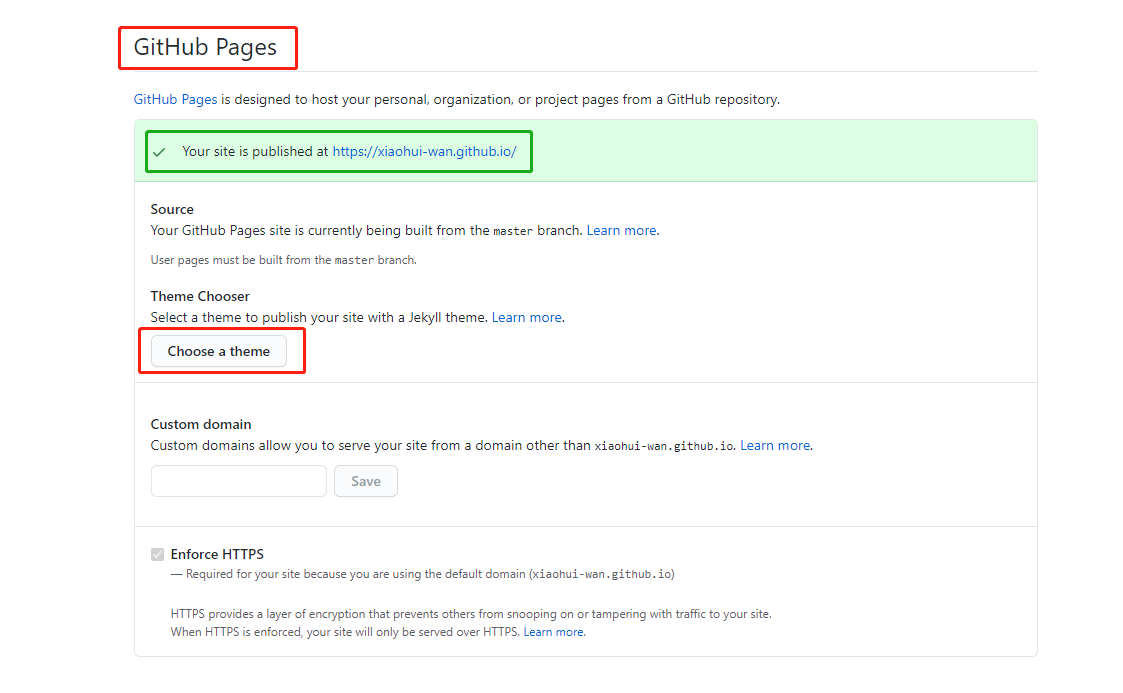 GitHub Pages
GitHub Pages is designed to host your personal, organization, or project pages from a GitHub repository.
Your site is published at https://xiaohui-wan.github.io/
Source
Your GitHub Pages site is currently being built from the master branch. Learn more.
User pages must be built from the master branch.
Theme Chooser
Select a theme to publish your site with a Jekyll theme. Learn more.
Choose a theme
Custom domain
Custom domains allow you to serve your site from a domain other than xiaohui-wan.github.io. Learn more.
Save
Enforce HTTPS
— Required for your site because you are using the default domain (xiaohui-wan.github.io)
HTTPS provides a layer of encryption that prevents others from snooping on or tampering with traffic to your site.
When HTTPS is enforced, your site will only be served over HTTPS. Learn more.